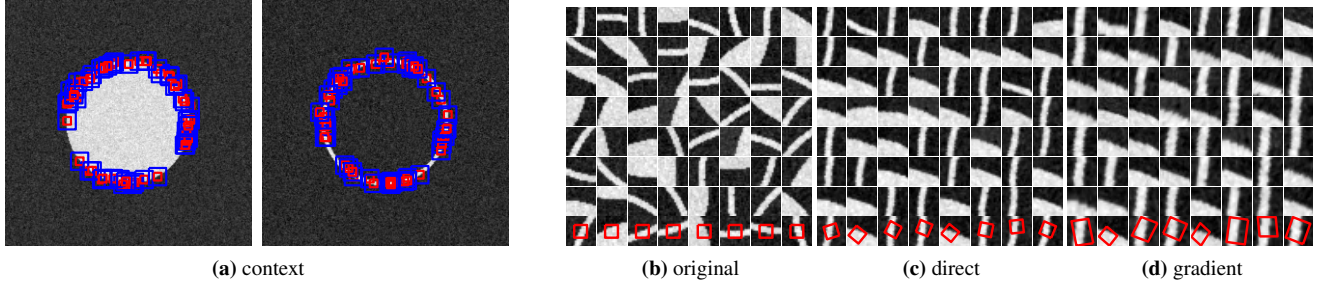 (a) context
(b) original
(c) direct
(d) gradient